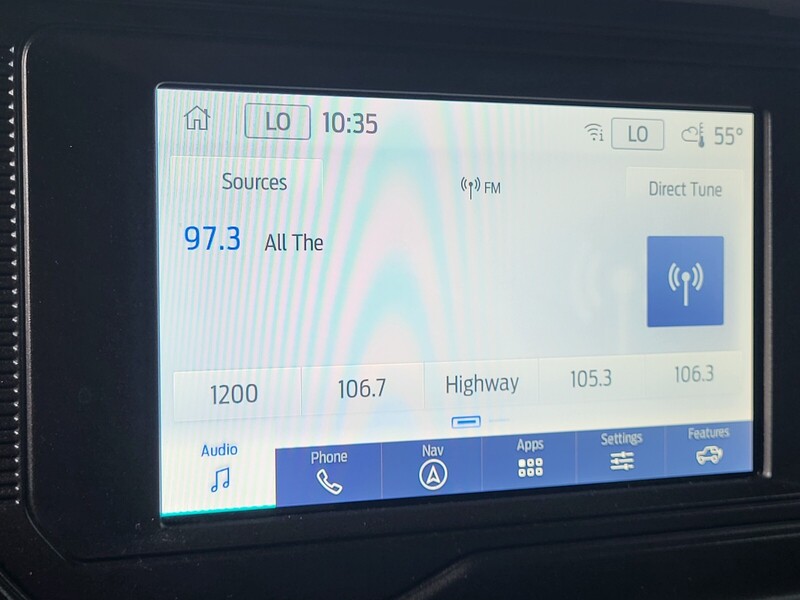 LO 10:35 LO 55°
Sources FM Direct Tune
97.3 All The
1200 106.7 Highway 105.3 106.3
Audio Phone Nav Apps Settings Features